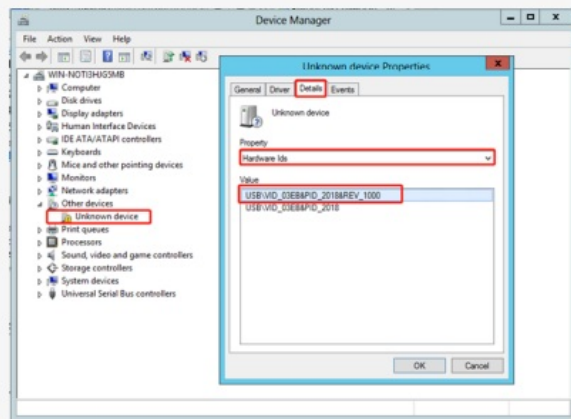 Device Manager
File Action View Help
WIN-NOTI3HJG5MB
Computer
Disk drives
Display adapters
Human Interface Devices
IDE ATA/ATAPI controllers
Keyboards
Mice and other pointing devices
Monitors
Network adapters
Other devices
Unknown device
Print queues
Processors
Sound, video and game controllers
Storage controllers
System devices
Universal Serial Bus controllers
Unknown device Properties
General Driver Details Events
Unknown device
Property
Hardware Ids
Value
USB\VID_03EB&PID_2018&REV_1000
USB\VID_03EB&PID_2018
OK Cancel